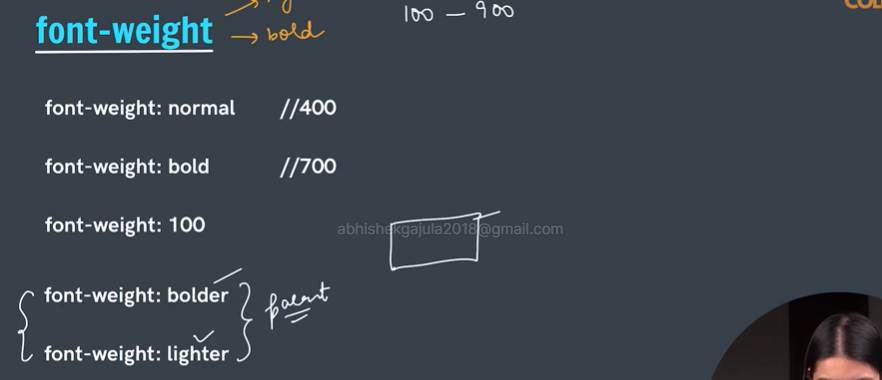 100 – 900
font-weight → bold
font-weight: normal //400
font-weight: bold //700
font-weight: 100
abhishekgajula2018@gmail.com
font-weight: bolder
parent
font-weight: lighter